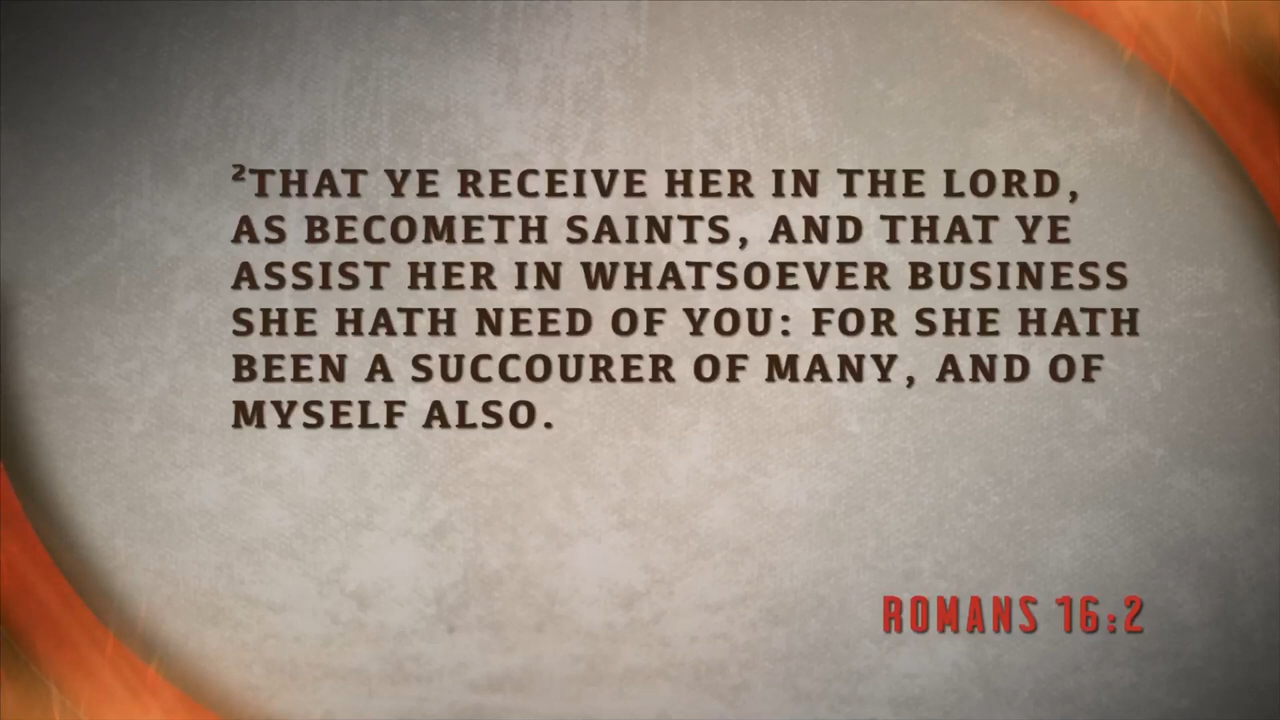 ²THAT YE RECEIVE HER IN THE LORD,
AS BECOMETH SAINTS, AND THAT YE
ASSIST HER IN WHATSOEVER BUSINESS
SHE HATH NEED OF YOU: FOR SHE HATH
BEEN A SUCCOURER OF MANY, AND OF
MYSELF ALSO.
ROMANS 16:2